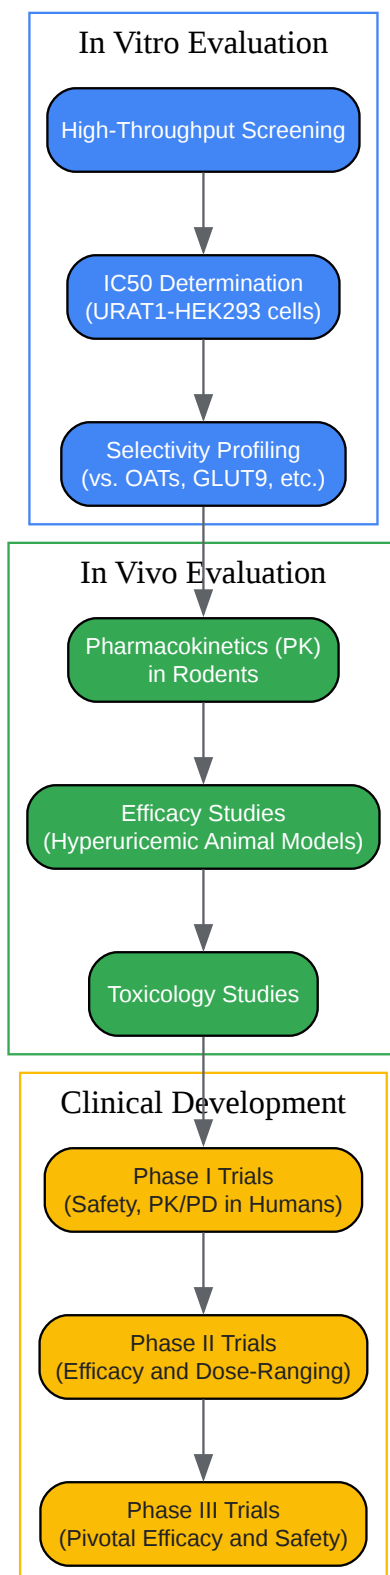 In Vitro Evaluation
High-Throughput Screening
IC50 Determination
(URAT1-HEK293 cells)
Selectivity Profiling
(vs. OATs, GLUT9, etc.)
In Vivo Evaluation
Pharmacokinetics (PK)
in Rodents
Efficacy Studies
(Hyperuricemic Animal Models)
Toxicology Studies
Clinical Development
Phase I Trials
(Safety, PK/PD in Humans)
Phase II Trials
(Efficacy and Dose-Ranging)
Phase III Trials
(Pivotal Efficacy and Safety)